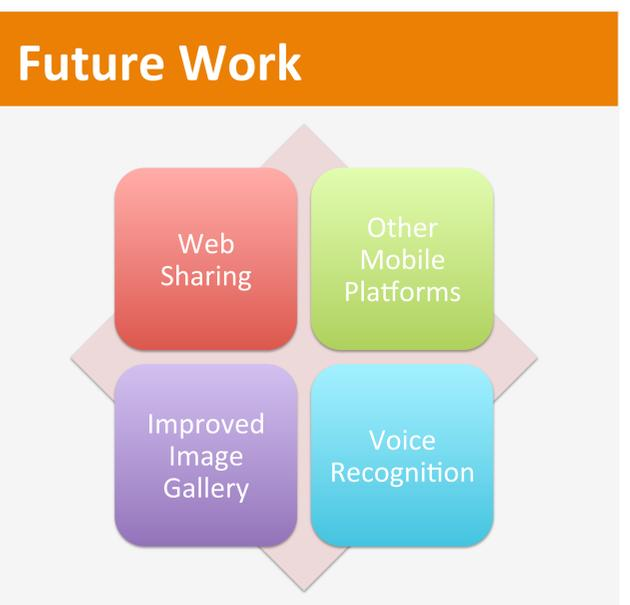 Future Work
Web
Sharing
Other
Mobile
Platforms
Improved
Image
Gallery
Voice
Recognition